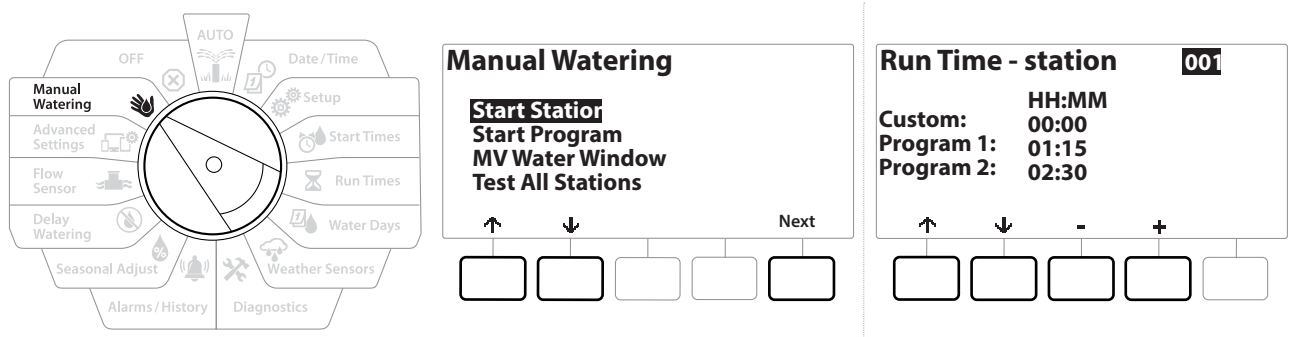 AUTO
OFF
Date/Time
Manual
Watering
Setup
Advanced
Settings
Start Times
Flow
Sensor
Run Times
Delay
Watering
Water Days
Seasonal Adjust
Weather Sensors
Alarms/History
Diagnostics
Manual Watering
Start Station
Start Program
MV Water Window
Test All Stations
Next
Run Time - station 001
HH:MM
Custom: 00:00
Program 1: 01:15
Program 2: 02:30
- +